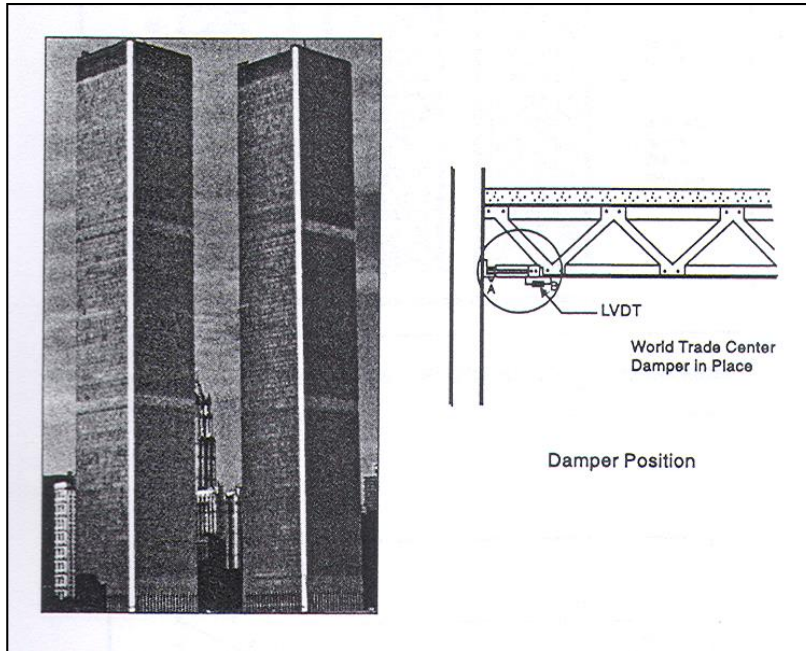 A
LVDT
World Trade Center
Damper in Place
Damper Position